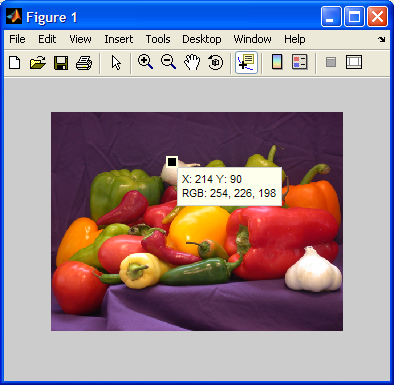 Figure 1
File Edit View Insert Tools Desktop Window Help
X: 214 Y: 90
RGB: 254, 226, 198